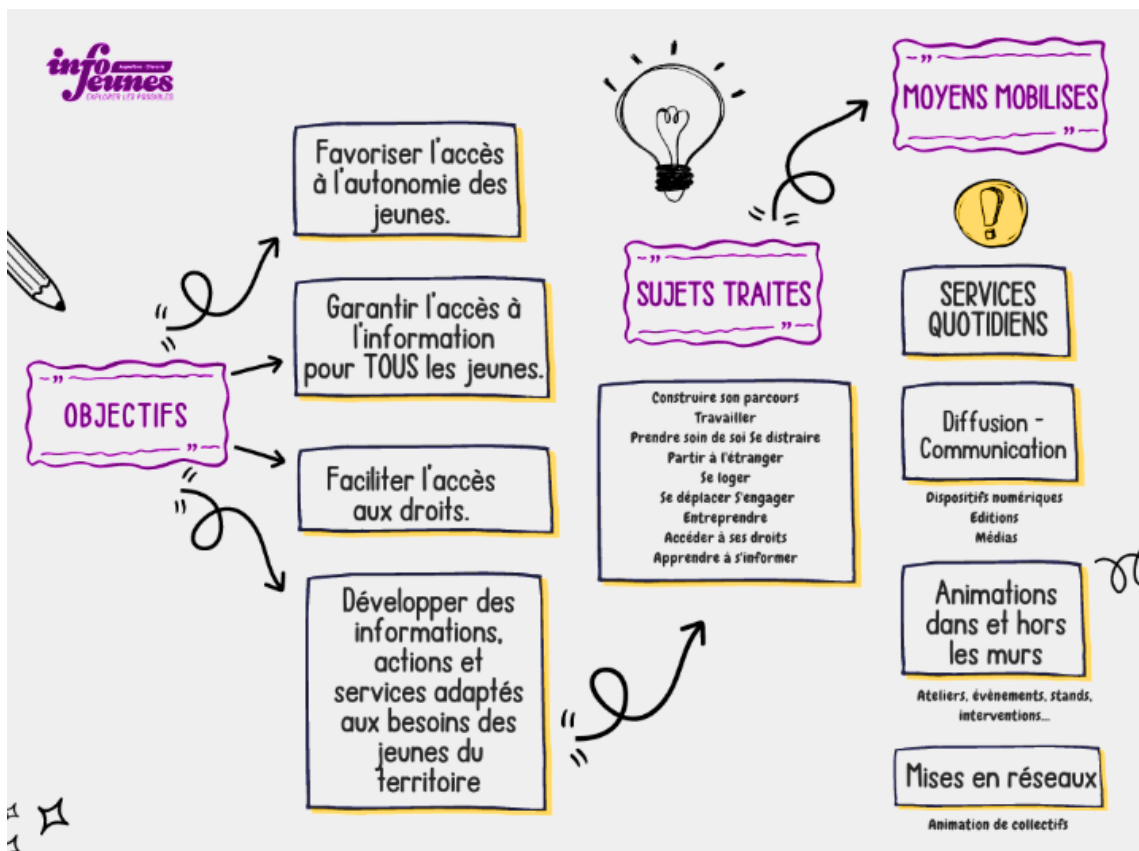 info
Jeunes
EXPLORER LES POSSIBLES
OBJECTIFS
Favoriser l'accès
à l'autonomie des
jeunes.
Garantir l'accès à
l'information
pour TOUS les jeunes.
Faciliter l'accès
aux droits.
Développer des
informations,
actions et
services adaptés
aux besoins des
jeunes du
territoire
SUJETS TRAITES
Construire son parcours
Travailler
Prendre soin de soi Se distraire
Partir à l'étranger
Se loger
Se déplacer S'engager
Entreprendre
Accéder à ses droits
Apprendre à s'informer
MOYENS MOBILISES
SERVICES
QUOTIDIENS
Diffusion -
Communication
Dispositifs numériques
Editions
Médias
Animations
dans et hors
les murs
Ateliers, évènements, stands,
interventions...
Mises en réseaux
Animation de collectifs